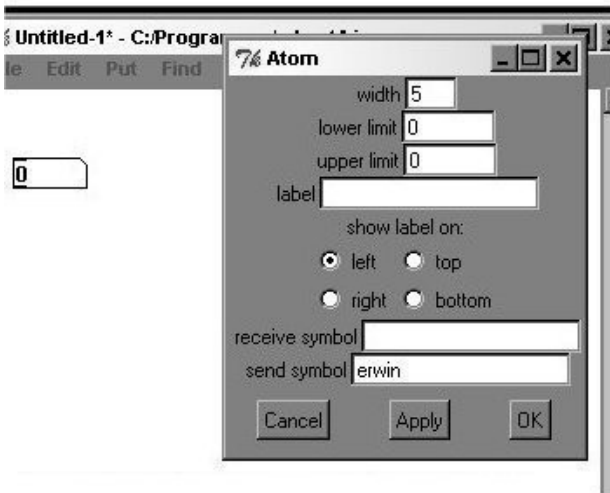 Untitled-1* - C:/Progra
Edit Put Find
0
Atom
width 5
lower limit 0
upper limit 0
label
show label on:
left top
right bottom
receive symbol
send symbol erwin
Cancel Apply OK